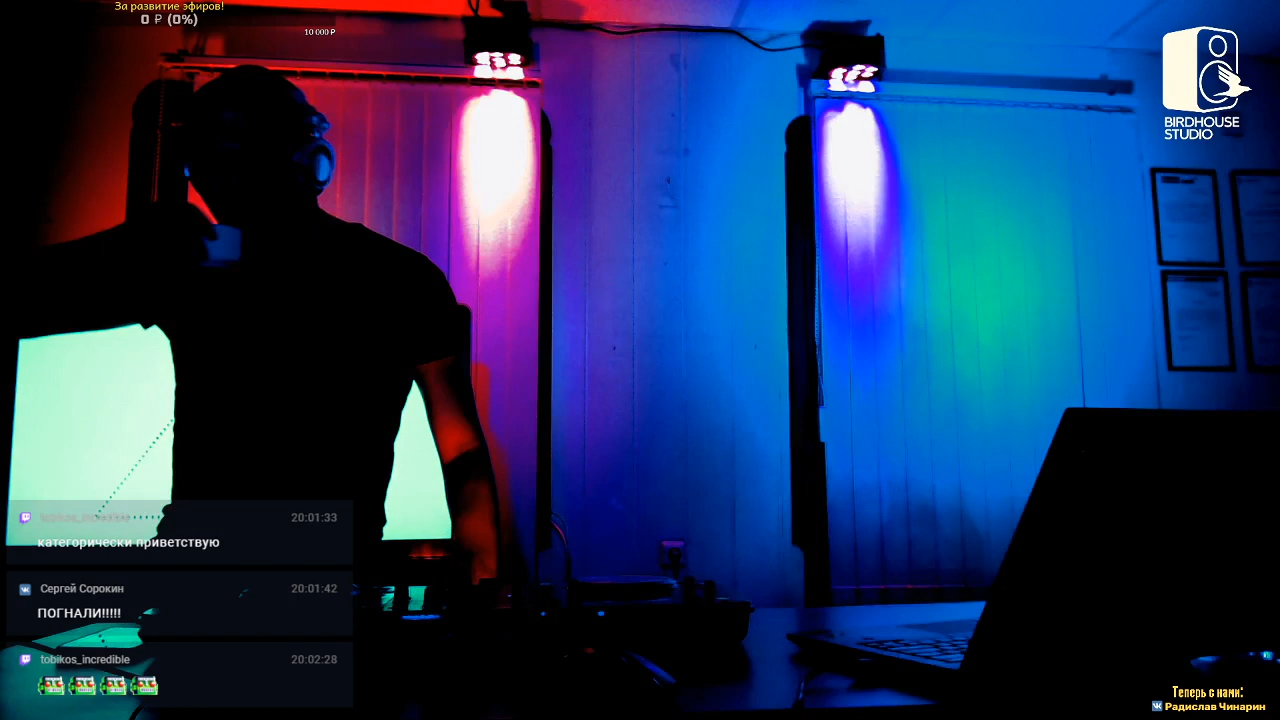 За развитие эфиров!
0 ₽ (0%)
10 000 ₽
BIRDHOUSE
STUDIO
tobikos_incredible 20:01:33
категорически приветствую
Сергей Сорокин 20:01:42
ПОГНАЛИ!!!!!
tobikos_incredible 20:02:28
Теперь с нами:
Радислав Чинарин